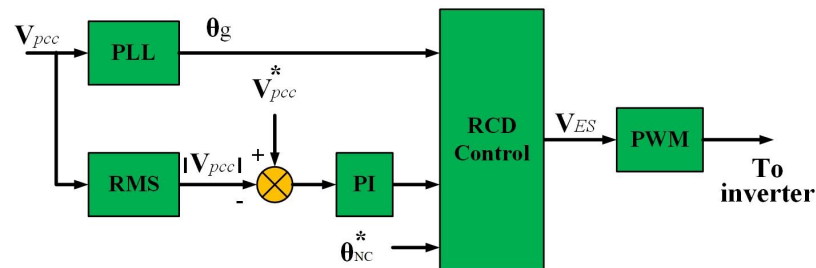 V_pcc
PLL
θg
V*_pcc
RMS
|V_pcc|
+
-
PI
θ*_NC
RCD
Control
V_ES
PWM
To
inverter